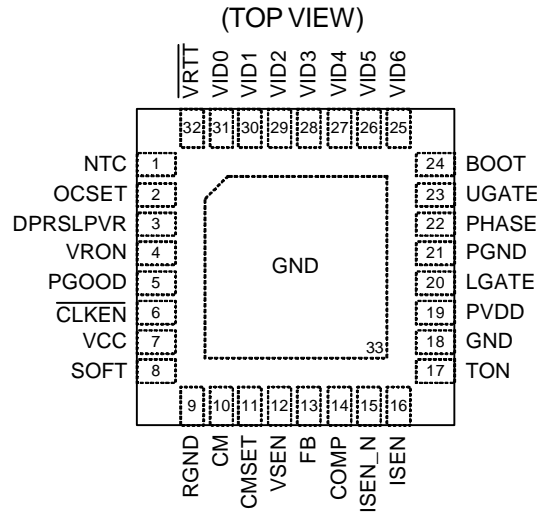 (TOP VIEW)
VRTT
VID0
VID1
VID2
VID3
VID4
VID5
VID6
32 31 30 29 28 27 26 25
NTC 1 24 BOOT
OCSET 2 23 UGATE
DPRSLPVR 3 22 PHASE
VRON 4 21 PGND
GND
PGOOD 5 20 LGATE
CLKEN 6 19 PVDD
VCC 7 18 GND
33
SOFT 8 17 TON
9 10 11 12 13 14 15 16
RGND
CM
CMSET
VSEN
FB
COMP
ISEN_N
ISEN